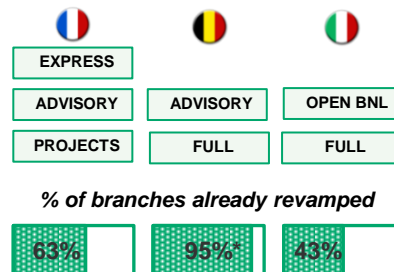 EXPRESS
ADVISORY ADVISORY OPEN BNL
PROJECTS FULL FULL
% of branches already revamped
63% 95%* 43%